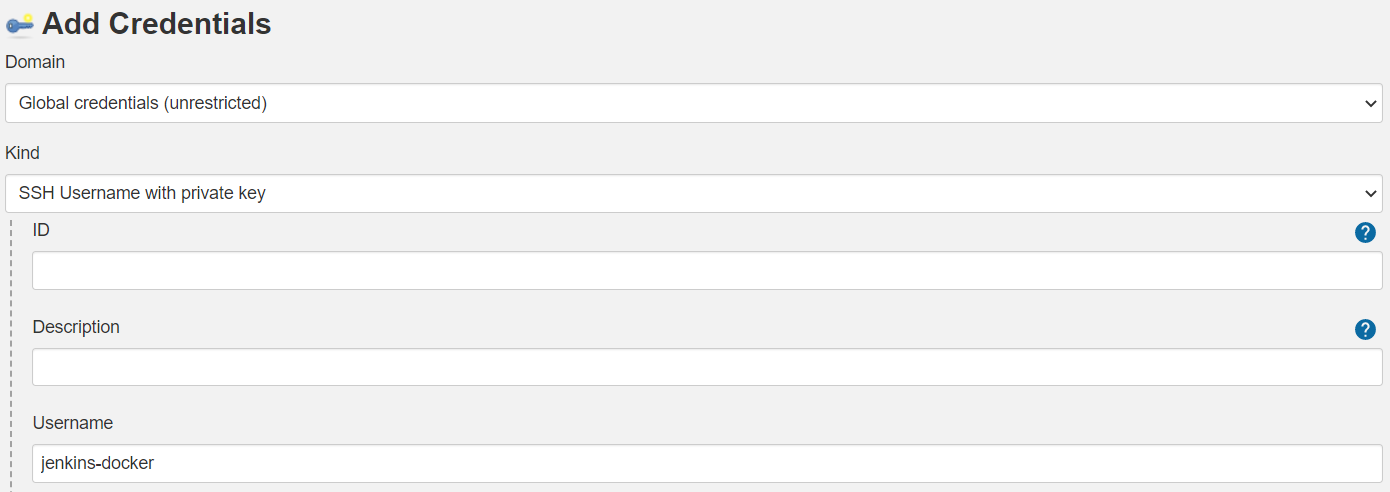 Add Credentials
Domain
Global credentials (unrestricted)
Kind
SSH Username with private key
ID
?
Description
?
Username
jenkins-docker